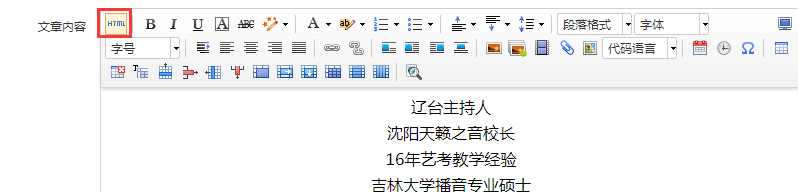 文章内容 HTML B I U A ABC A ab 段落格式 字体
字号 代码语言 Ω
辽台主持人
沈阳天籁之音校长
16年艺考教学经验
吉林大学播音专业硕士